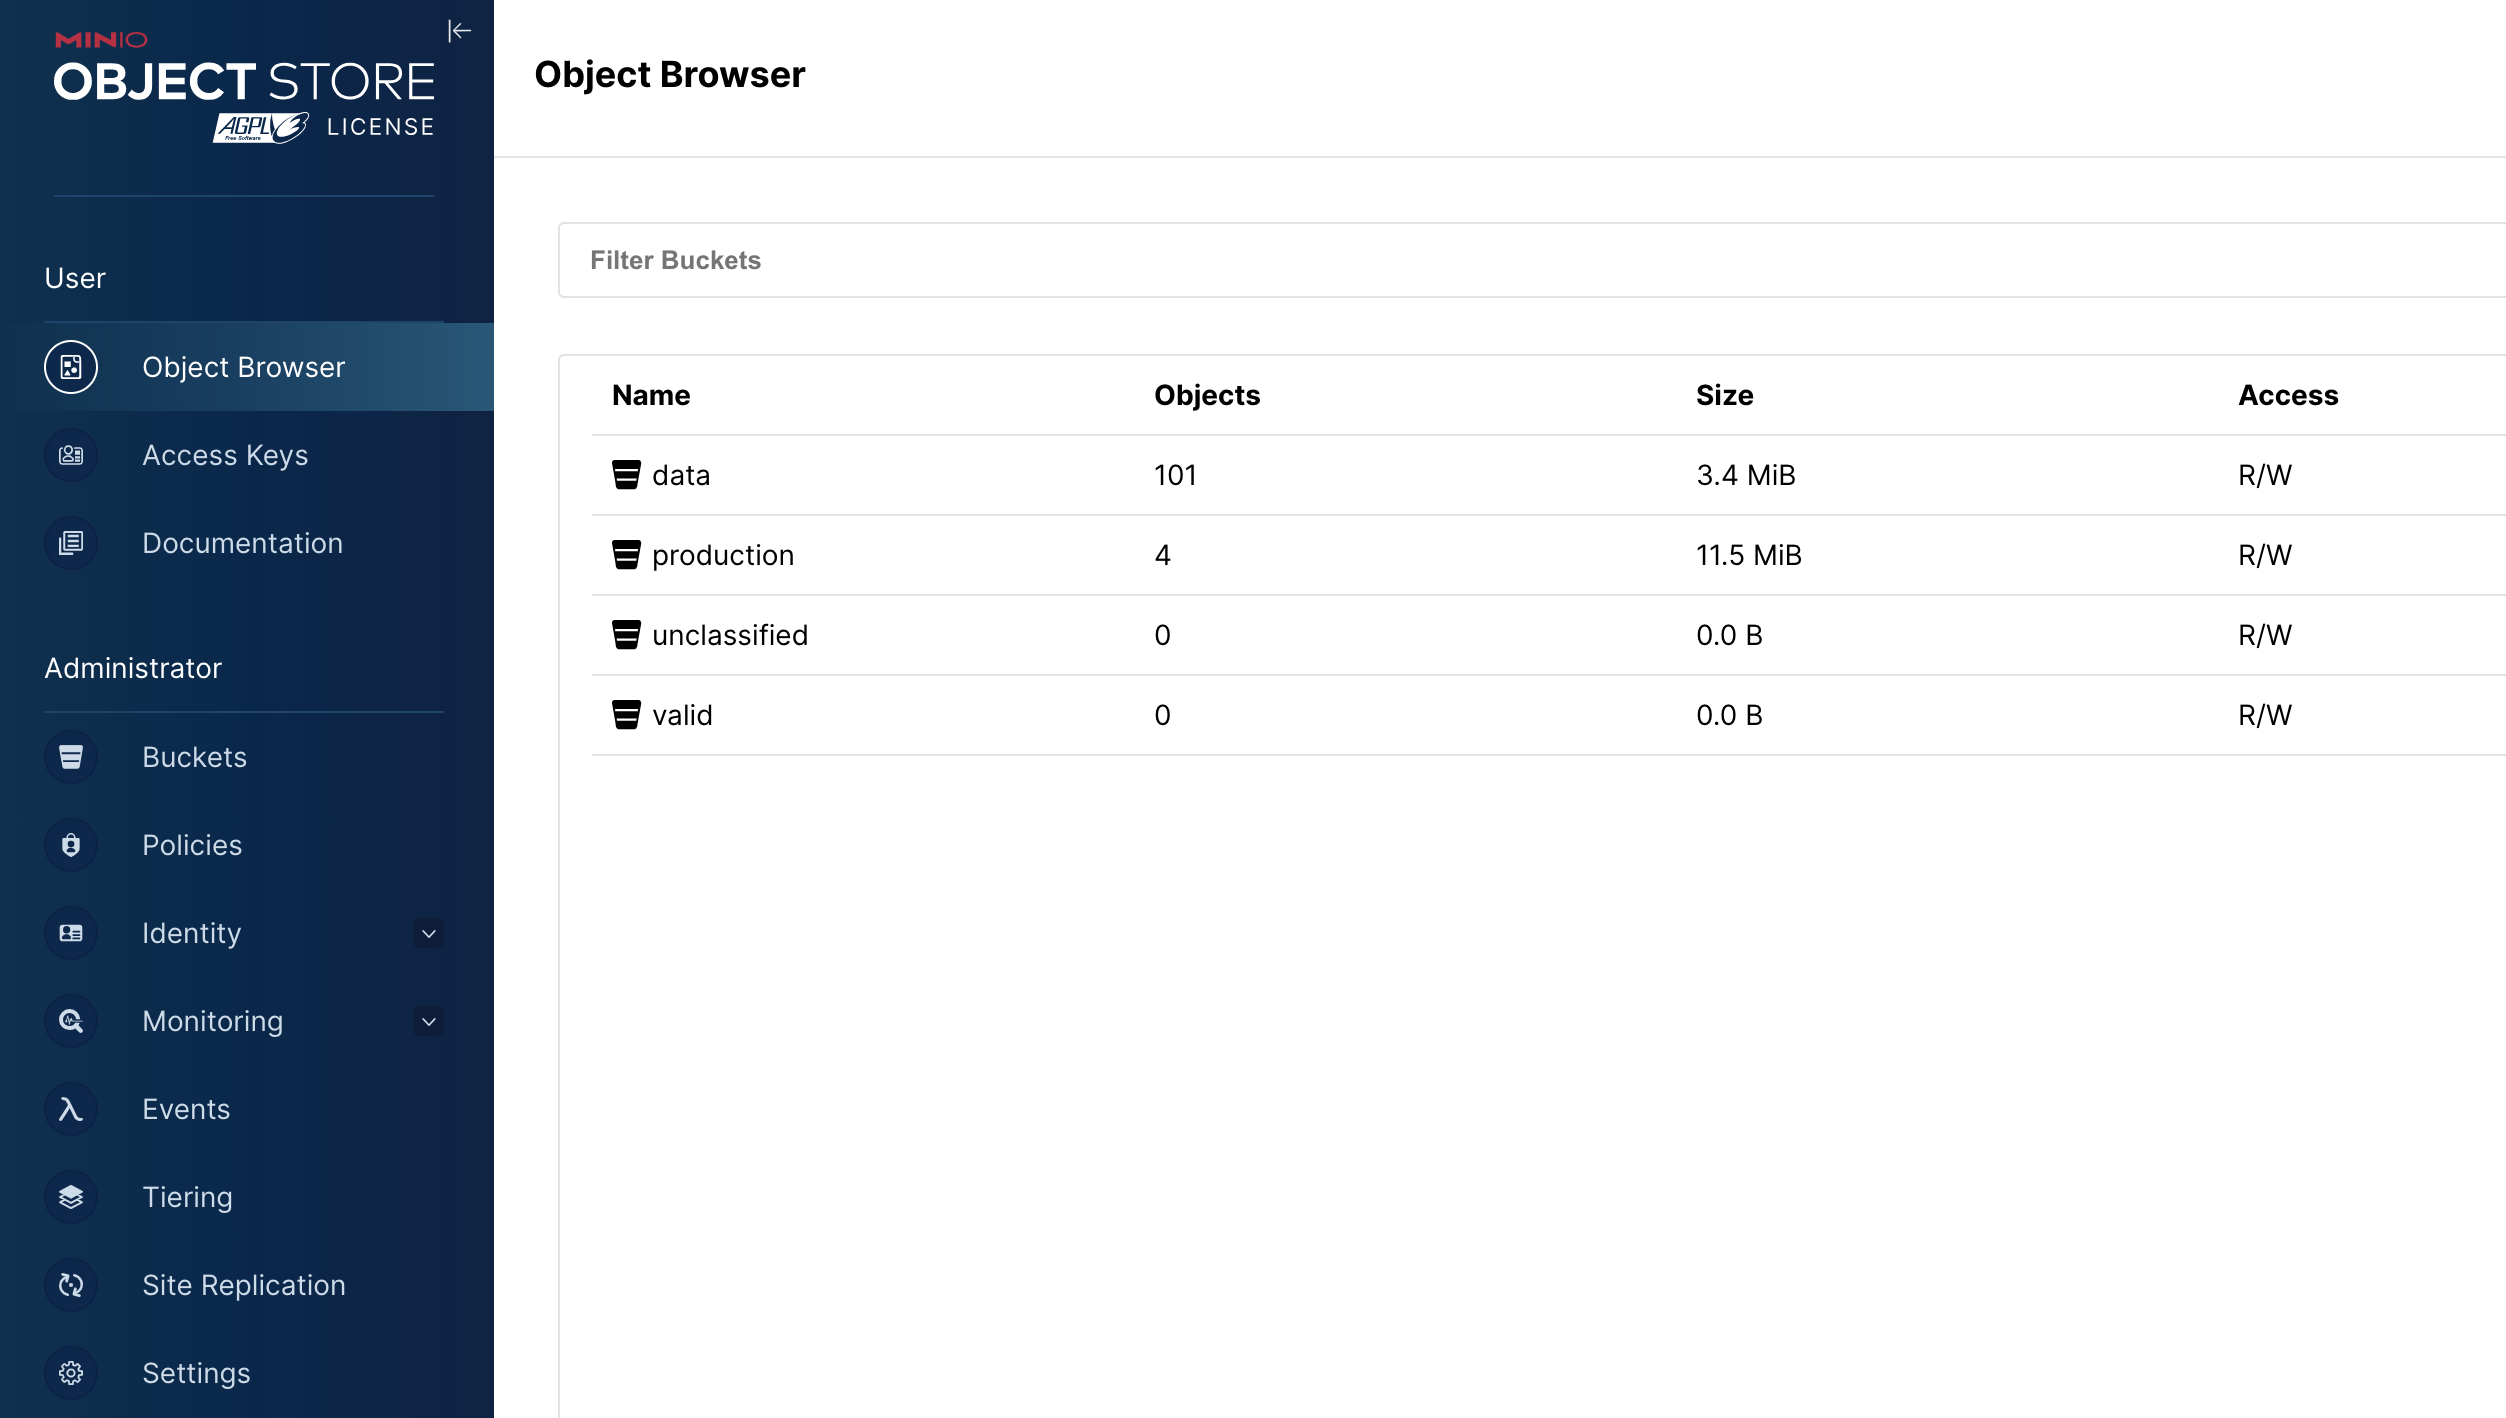 MINIO
OBJECT STORE
AGPLv3 LICENSE
Free Software
User
Object Browser
Access Keys
Documentation
Administrator
Buckets
Policies
Identity
Monitoring
Events
Tiering
Site Replication
Settings
Object Browser
Filter Buckets
Name Objects Size Access
data 101 3.4 MiB R/W
production 4 11.5 MiB R/W
unclassified 0 0.0 B R/W
valid 0 0.0 B R/W